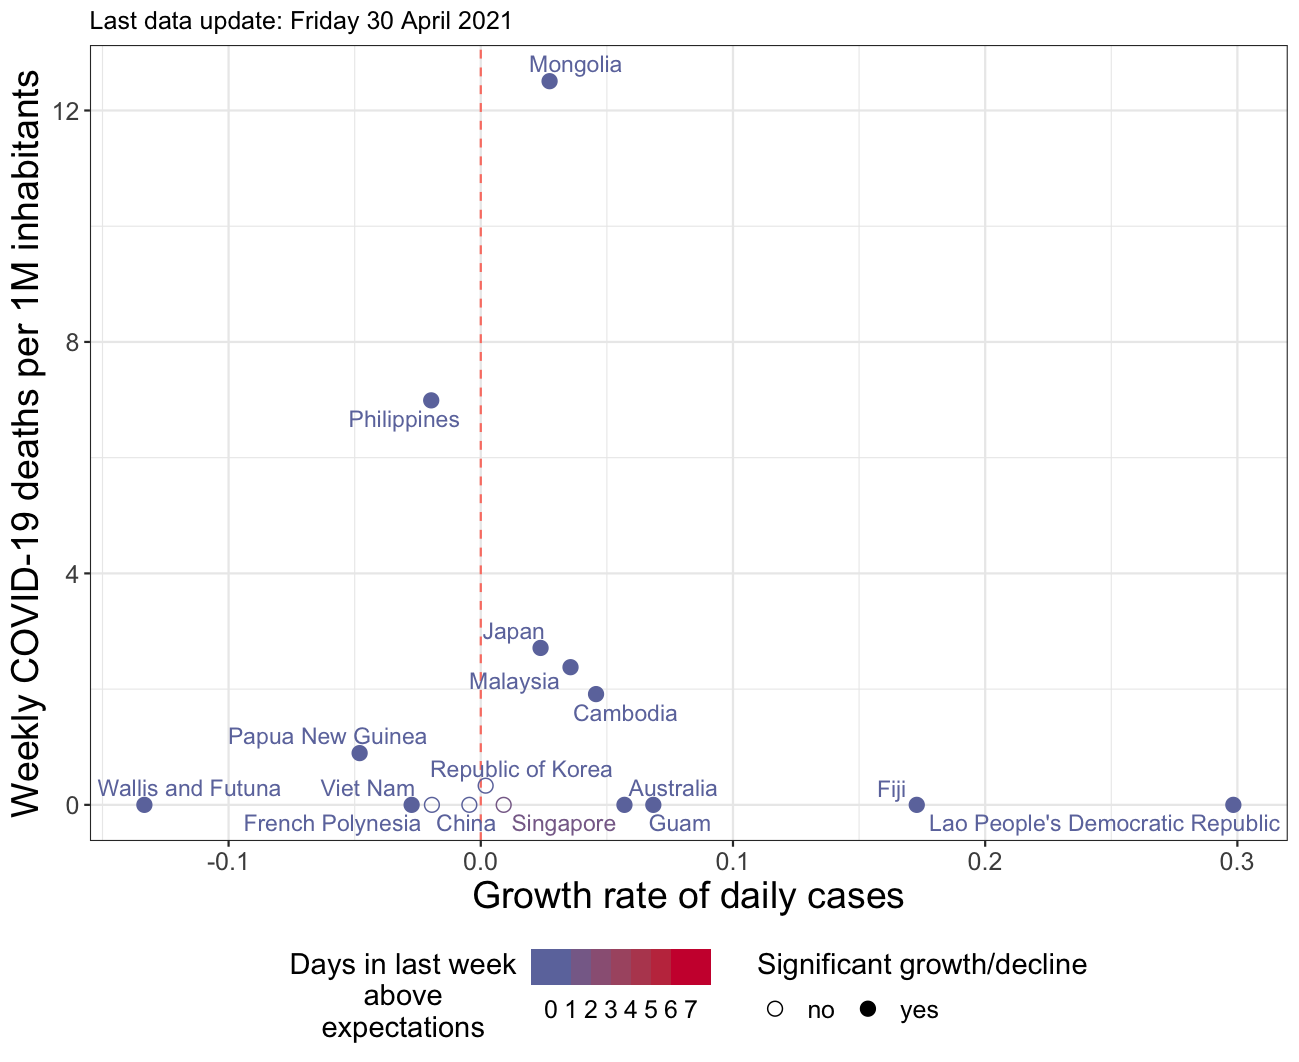 Last data update: Friday 30 April 2021
Weekly COVID-19 deaths per 1M inhabitants
12
8
4
0
Mongolia
Philippines
Japan
Malaysia
Cambodia
Papua New Guinea
Republic of Korea
Wallis and Futuna
Viet Nam
Australia
Fiji
French Polynesia
China
Singapore
Guam
Lao People's Democratic Republic
-0.1
0.0
0.1
0.2
0.3
Growth rate of daily cases
Days in last week
above
expectations
0 1 2 3 4 5 6 7
Significant growth/decline
no
yes